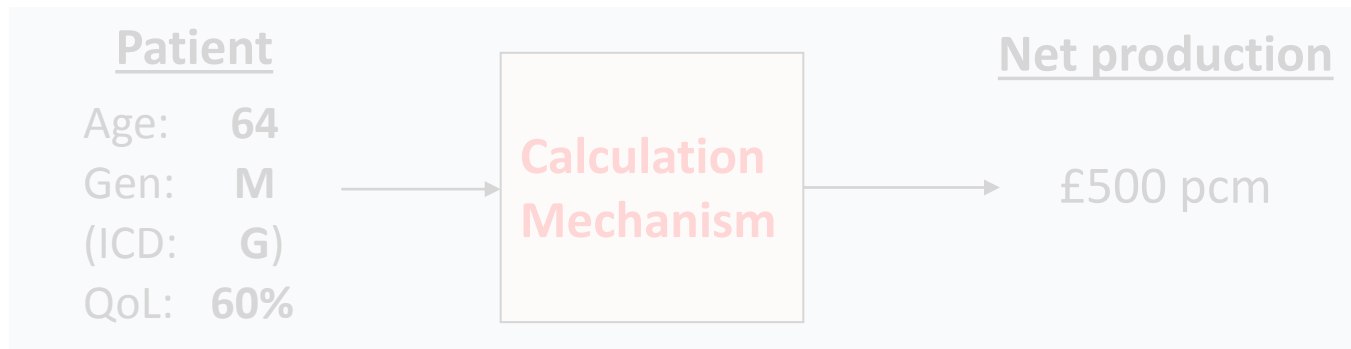 Patient
Age: 64
Gen: M
(ICD: G)
QoL: 60%
Calculation
Mechanism
Net production
£500 pcm